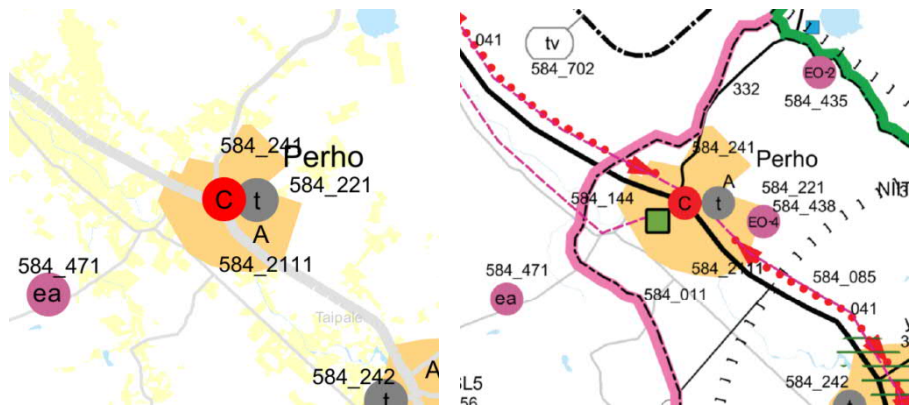 584_241
Perho
584_221
C
t
A
584_2111
584_471
ea
Taipale
A
584_242
t
041
tv
584_702
332
EO-2
584_435
584_241
Perho
A
584_221
584_144
C
t
584_438
EO-4
584_471
584_2111
584_085
584_011
ea
041
584_242
t